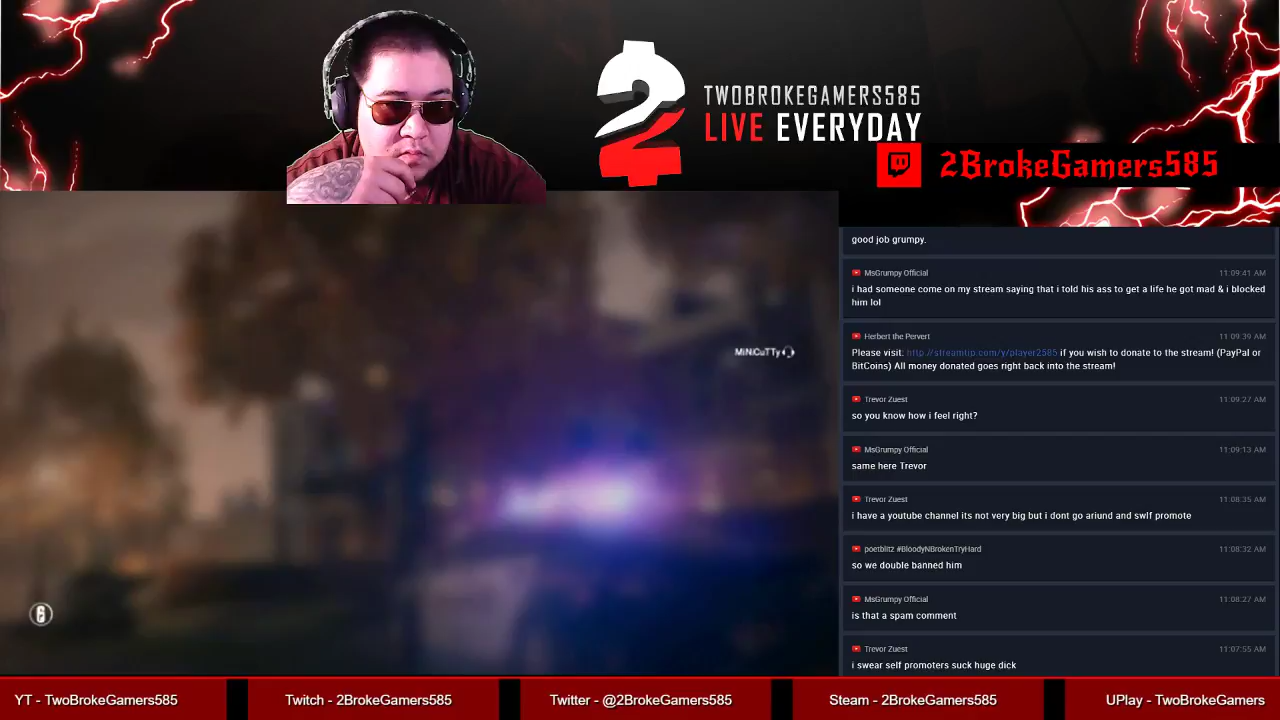 2
TWOBROKEGAMERS585
LIVE EVERYDAY
2BrokeGamers585
MiNiCuTTy
6
good job grumpy.
MsGrumpy Official 11:09:41 AM
i had someone come on my stream saying that i told his ass to get a life he got mad & i blocked
him lol
Herbert the Pervert 11:09:39 AM
Please visit: http://streamtip.com/y/player2585 if you wish to donate to the stream! (PayPal or
BitCoins) All money donated goes right back into the stream!
Trevor Zuest 11:09:27 AM
so you know how i feel right?
MsGrumpy Official 11:09:13 AM
same here Trevor
Trevor Zuest 11:08:35 AM
i have a youtube channel its not very big but i dont go ariund and swlf promote
poetblitz #BloodyNBrokenTryHard 11:08:32 AM
so we double banned him
MsGrumpy Official 11:08:27 AM
is that a spam comment
Trevor Zuest 11:07:55 AM
i swear self promoters suck huge dick
YT - TwoBrokeGamers585
Twitch - 2BrokeGamers585
Twitter - @2BrokeGamers585
Steam - 2BrokeGamers585
UPlay - TwoBrokeGamers